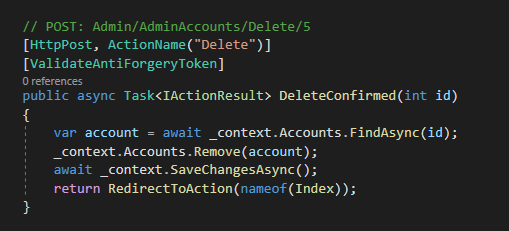 // POST: Admin/AdminAccounts/Delete/5
[HttpPost, ActionName("Delete")]
[ValidateAntiForgeryToken]
0 references
public async Task<IActionResult> DeleteConfirmed(int id)
{
    var account = await _context.Accounts.FindAsync(id);
    _context.Accounts.Remove(account);
    await _context.SaveChangesAsync();
    return RedirectToAction(nameof(Index));
}